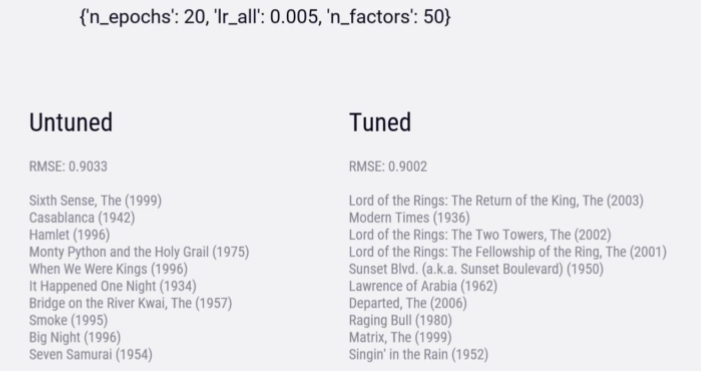 {'n_epochs': 20, 'lr_all': 0.005, 'n_factors': 50}
Untuned
RMSE: 0.9033
Sixth Sense, The (1999)
Casablanca (1942)
Hamlet (1996)
Monty Python and the Holy Grail (1975)
When We Were Kings (1996)
It Happened One Night (1934)
Bridge on the River Kwai, The (1957)
Smoke (1995)
Big Night (1996)
Seven Samurai (1954)
Tuned
RMSE: 0.9002
Lord of the Rings: The Return of the King, The (2003)
Modern Times (1936)
Lord of the Rings: The Two Towers, The (2002)
Lord of the Rings: The Fellowship of the Ring, The (2001)
Sunset Blvd. (a.k.a. Sunset Boulevard) (1950)
Lawrence of Arabia (1962)
Departed, The (2006)
Raging Bull (1980)
Matrix, The (1999)
Singin' in the Rain (1952)